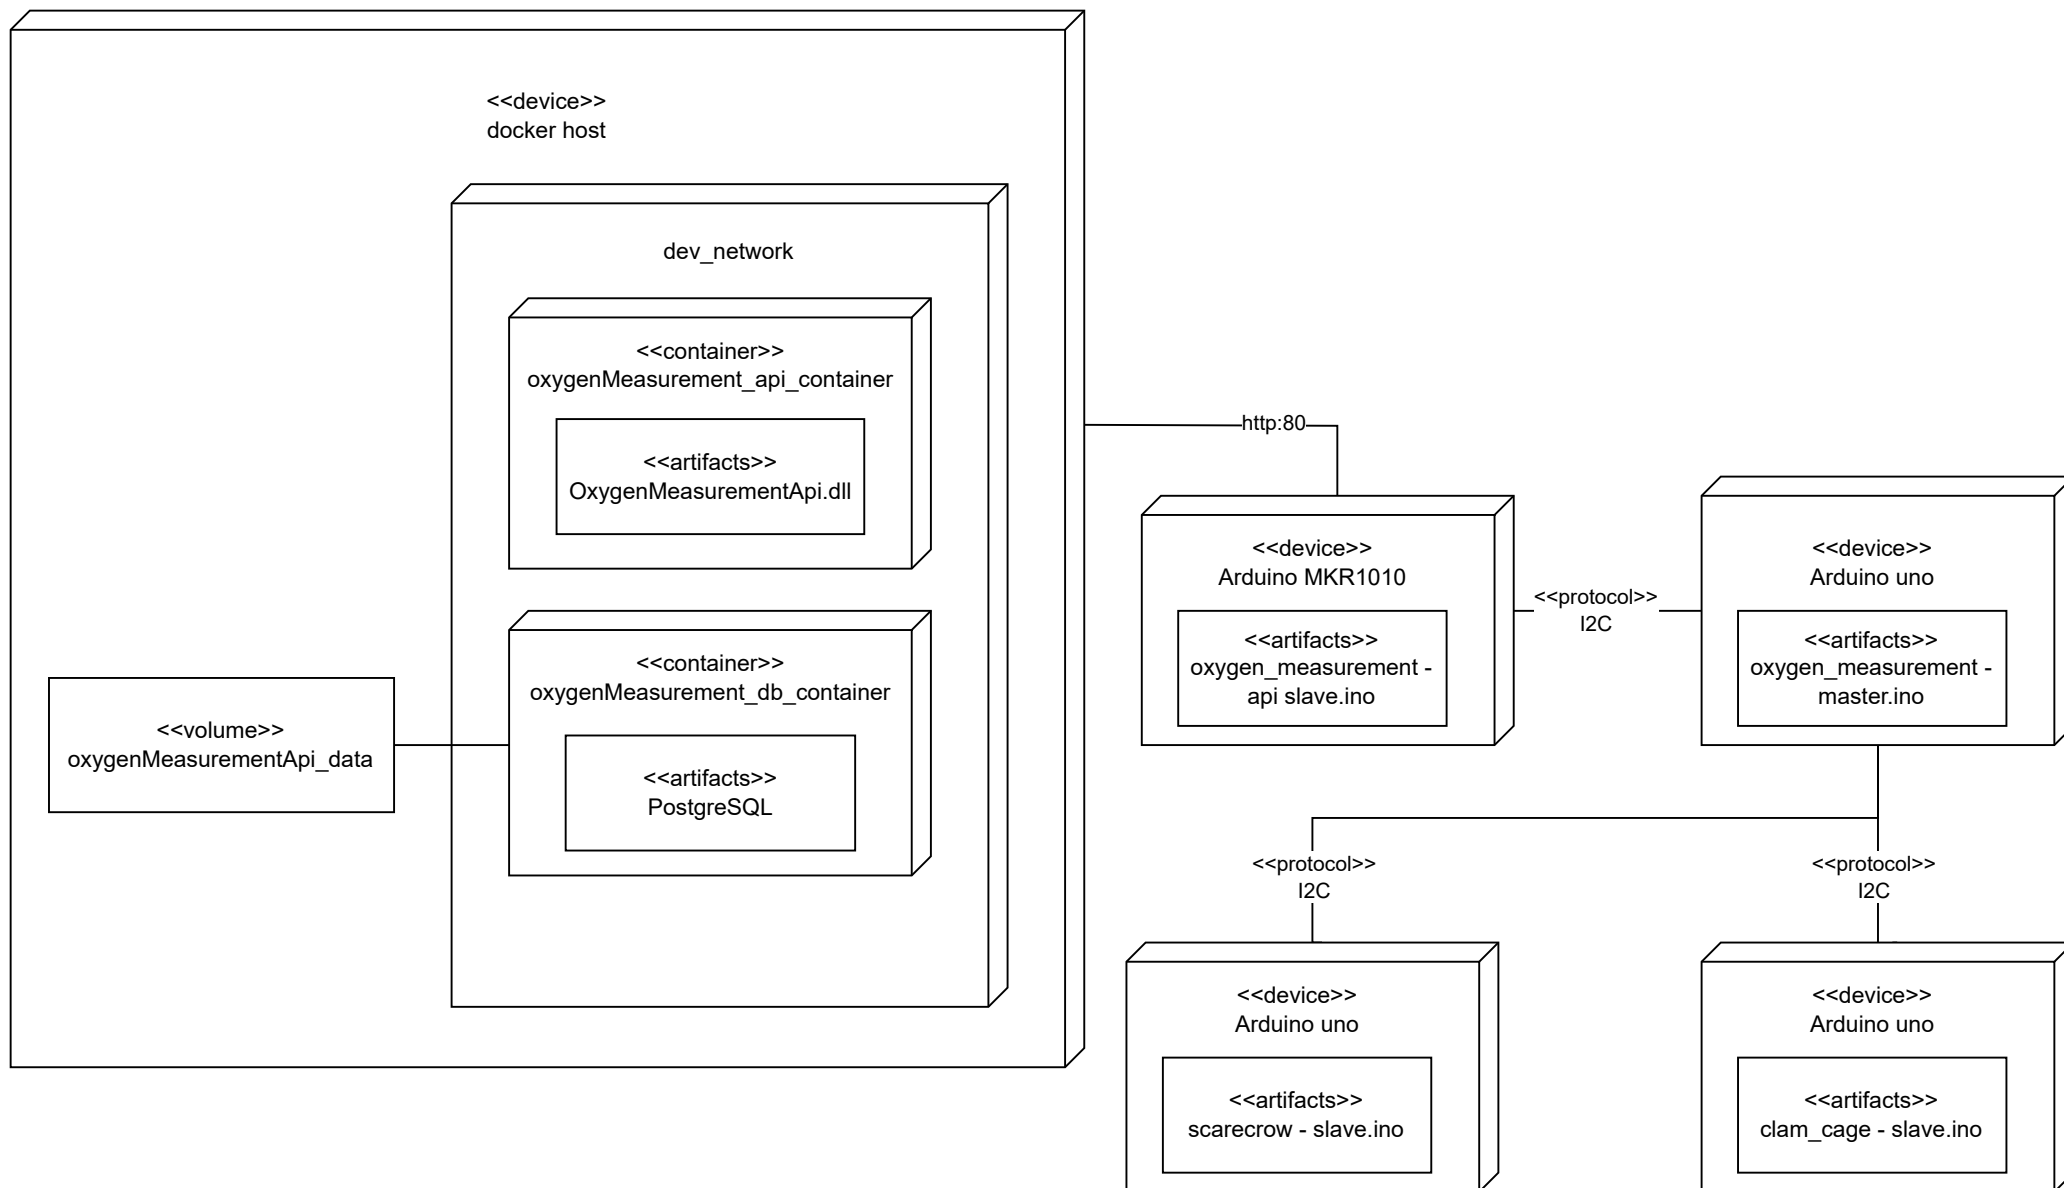 <<device>>
docker host
dev_network
<<container>>
oxygenMeasurement_api_container
<<artifacts>>
OxygenMeasurementApi.dll
<<container>>
oxygenMeasurement_db_container
<<artifacts>>
PostgreSQL
<<volume>>
oxygenMeasurementApi_data
http:80
<<device>>
Arduino MKR1010
<<artifacts>>
oxygen_measurement -
api slave.ino
<<protocol>>
I2C
<<device>>
Arduino uno
<<artifacts>>
oxygen_measurement -
master.ino
<<protocol>>
I2C
<<protocol>>
I2C
<<device>>
Arduino uno
<<artifacts>>
scarecrow - slave.ino
<<device>>
Arduino uno
<<artifacts>>
clam_cage - slave.ino